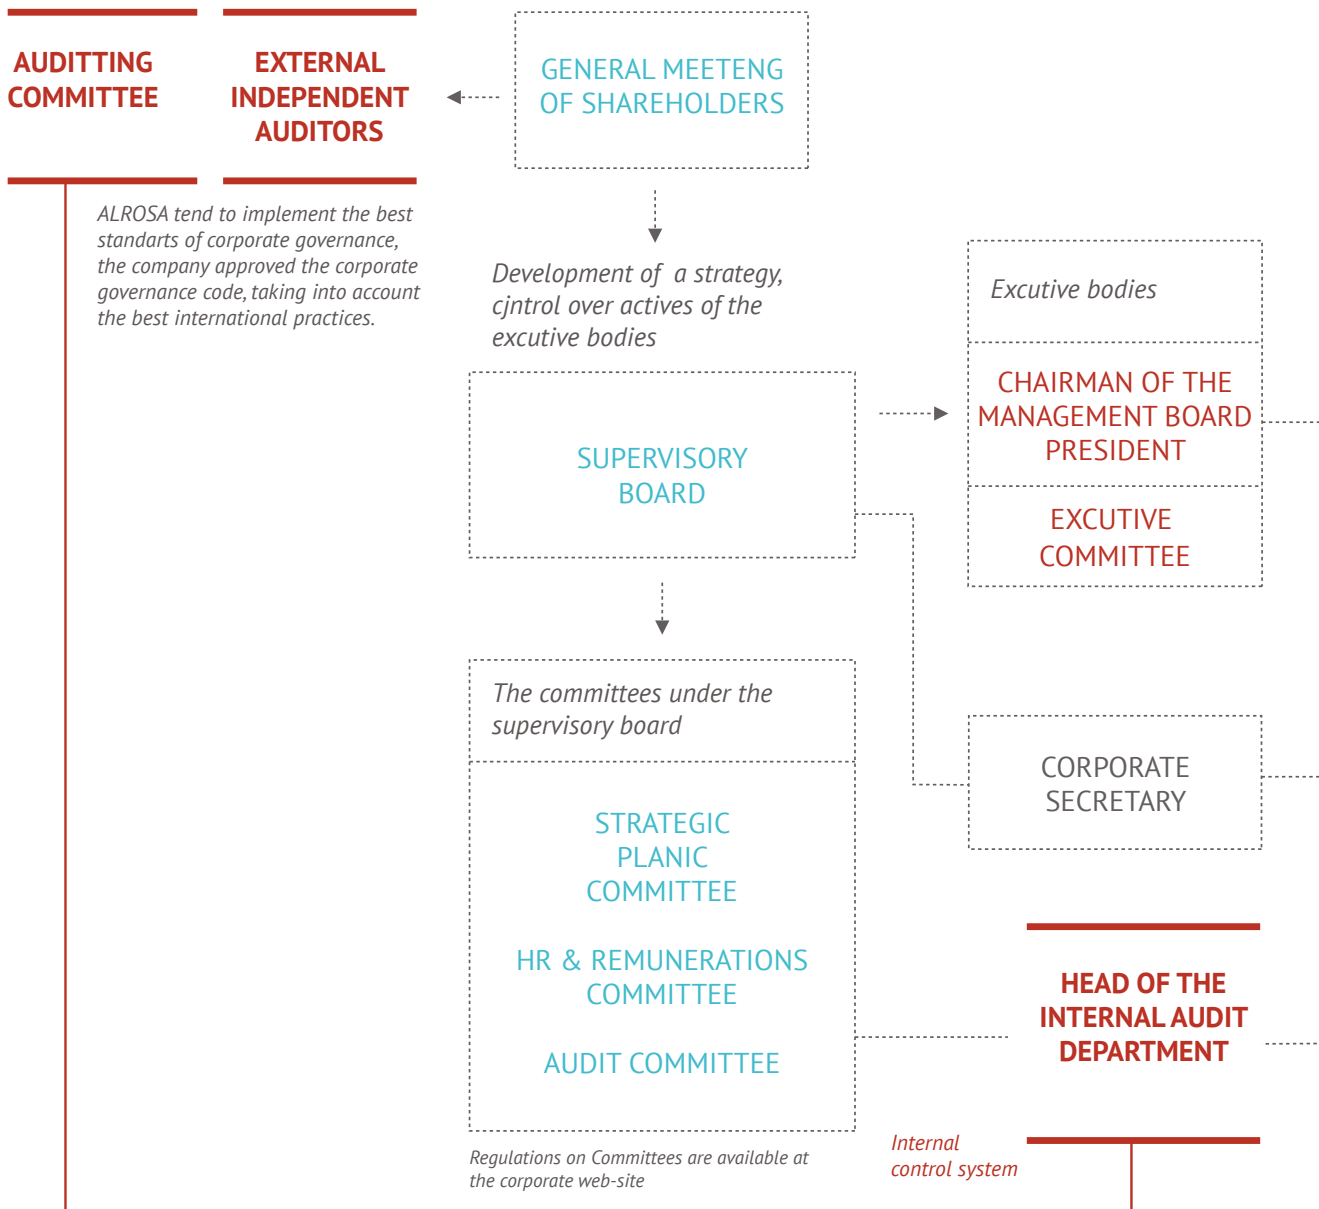 AUDITTING
COMMITTEE
EXTERNAL
INDEPENDENT
AUDITORS
GENERAL MEETENG
OF SHAREHOLDERS
ALROSA tend to implement the best
standarts of corporate governance,
the company approved the corporate
governance code, taking into account
the best international practices.
Development of a strategy,
cjntrol over actives of the
excutive bodies
Excutive bodies
CHAIRMAN OF THE
MANAGEMENT BOARD
PRESIDENT
EXCUTIVE
COMMITTEE
SUPERVISORY
BOARD
The committees under the
supervisory board
STRATEGIC
PLANIC
COMMITTEE
HR & REMUNERATIONS
COMMITTEE
AUDIT COMMITTEE
CORPORATE
SECRETARY
HEAD OF THE
INTERNAL AUDIT
DEPARTMENT
Regulations on Committees are available at
the corporate web-site
Internal
control system